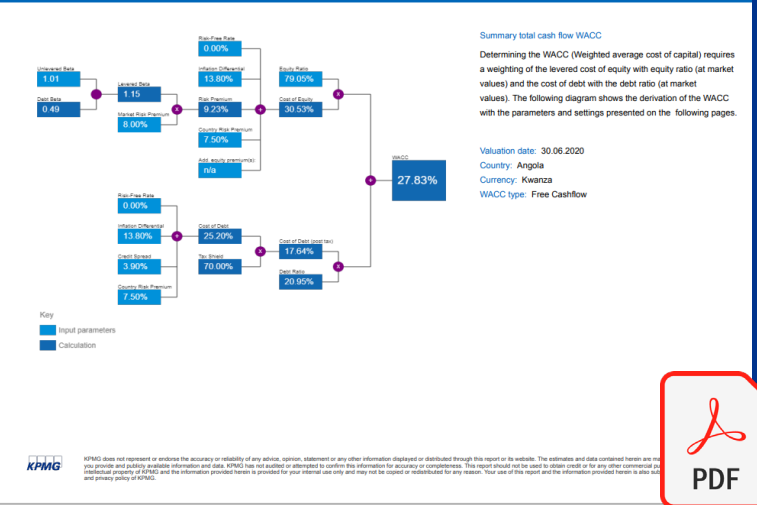 Summary total cash flow WACC
Determining the WACC (Weighted average cost of capital) requires
a weighting of the levered cost of equity with equity ratio (at market
values) and the cost of debt with the debt ratio (at market
values). The following diagram shows the derivation of the WACC
with the parameters and settings presented on the following pages.
Valuation date: 30.06.2020
Country: Angola
Currency: Kwanza
WACC type: Free Cashflow
Unlevered Beta
1.01
Debt Beta
0.49
Levered Beta
1.15
Market Risk Premium
8.00%
Risk-Free Rate
0.00%
Inflation Differential
13.80%
Risk Premium
9.23%
Country Risk Premium
7.50%
Add. equity premium(s):
n/a
Equity Ratio
79.05%
Cost of Equity
30.53%
WACC
27.83%
Risk-Free Rate
0.00%
Inflation Differential
13.80%
Credit Spread
3.90%
Country Risk Premium
7.50%
Cost of Debt
25.20%
Tax Shield
70.00%
Cost of Debt (post tax)
17.64%
Debt Ratio
20.95%
Key
Input parameters
Calculation
KPMG
KPMG does not represent or endorse the accuracy or reliability of any advice, opinion, statement or any other information displayed or distributed through this report or its website. The estimates and data contained herein are
you provide and publicly available information and data. KPMG has not audited or attempted to confirm this information for accuracy or completeness. This report should not be used to obtain credit or for any other commercial
intellectual property of KPMG and the information provided herein is provided for your internal use only and may not be copied or redistributed for any reason. Your use of this report and the information provided herein is also
and privacy policy of KPMG.
PDF